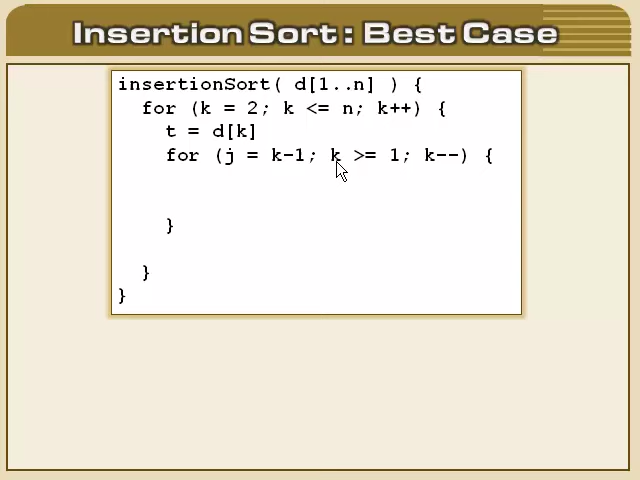 Insertion Sort : Best Case
insertionSort( d[1..n] ) {
for (k = 2; k <= n; k++) {
t = d[k]
for (j = k-1; k >= 1; k--) {
}
}
}